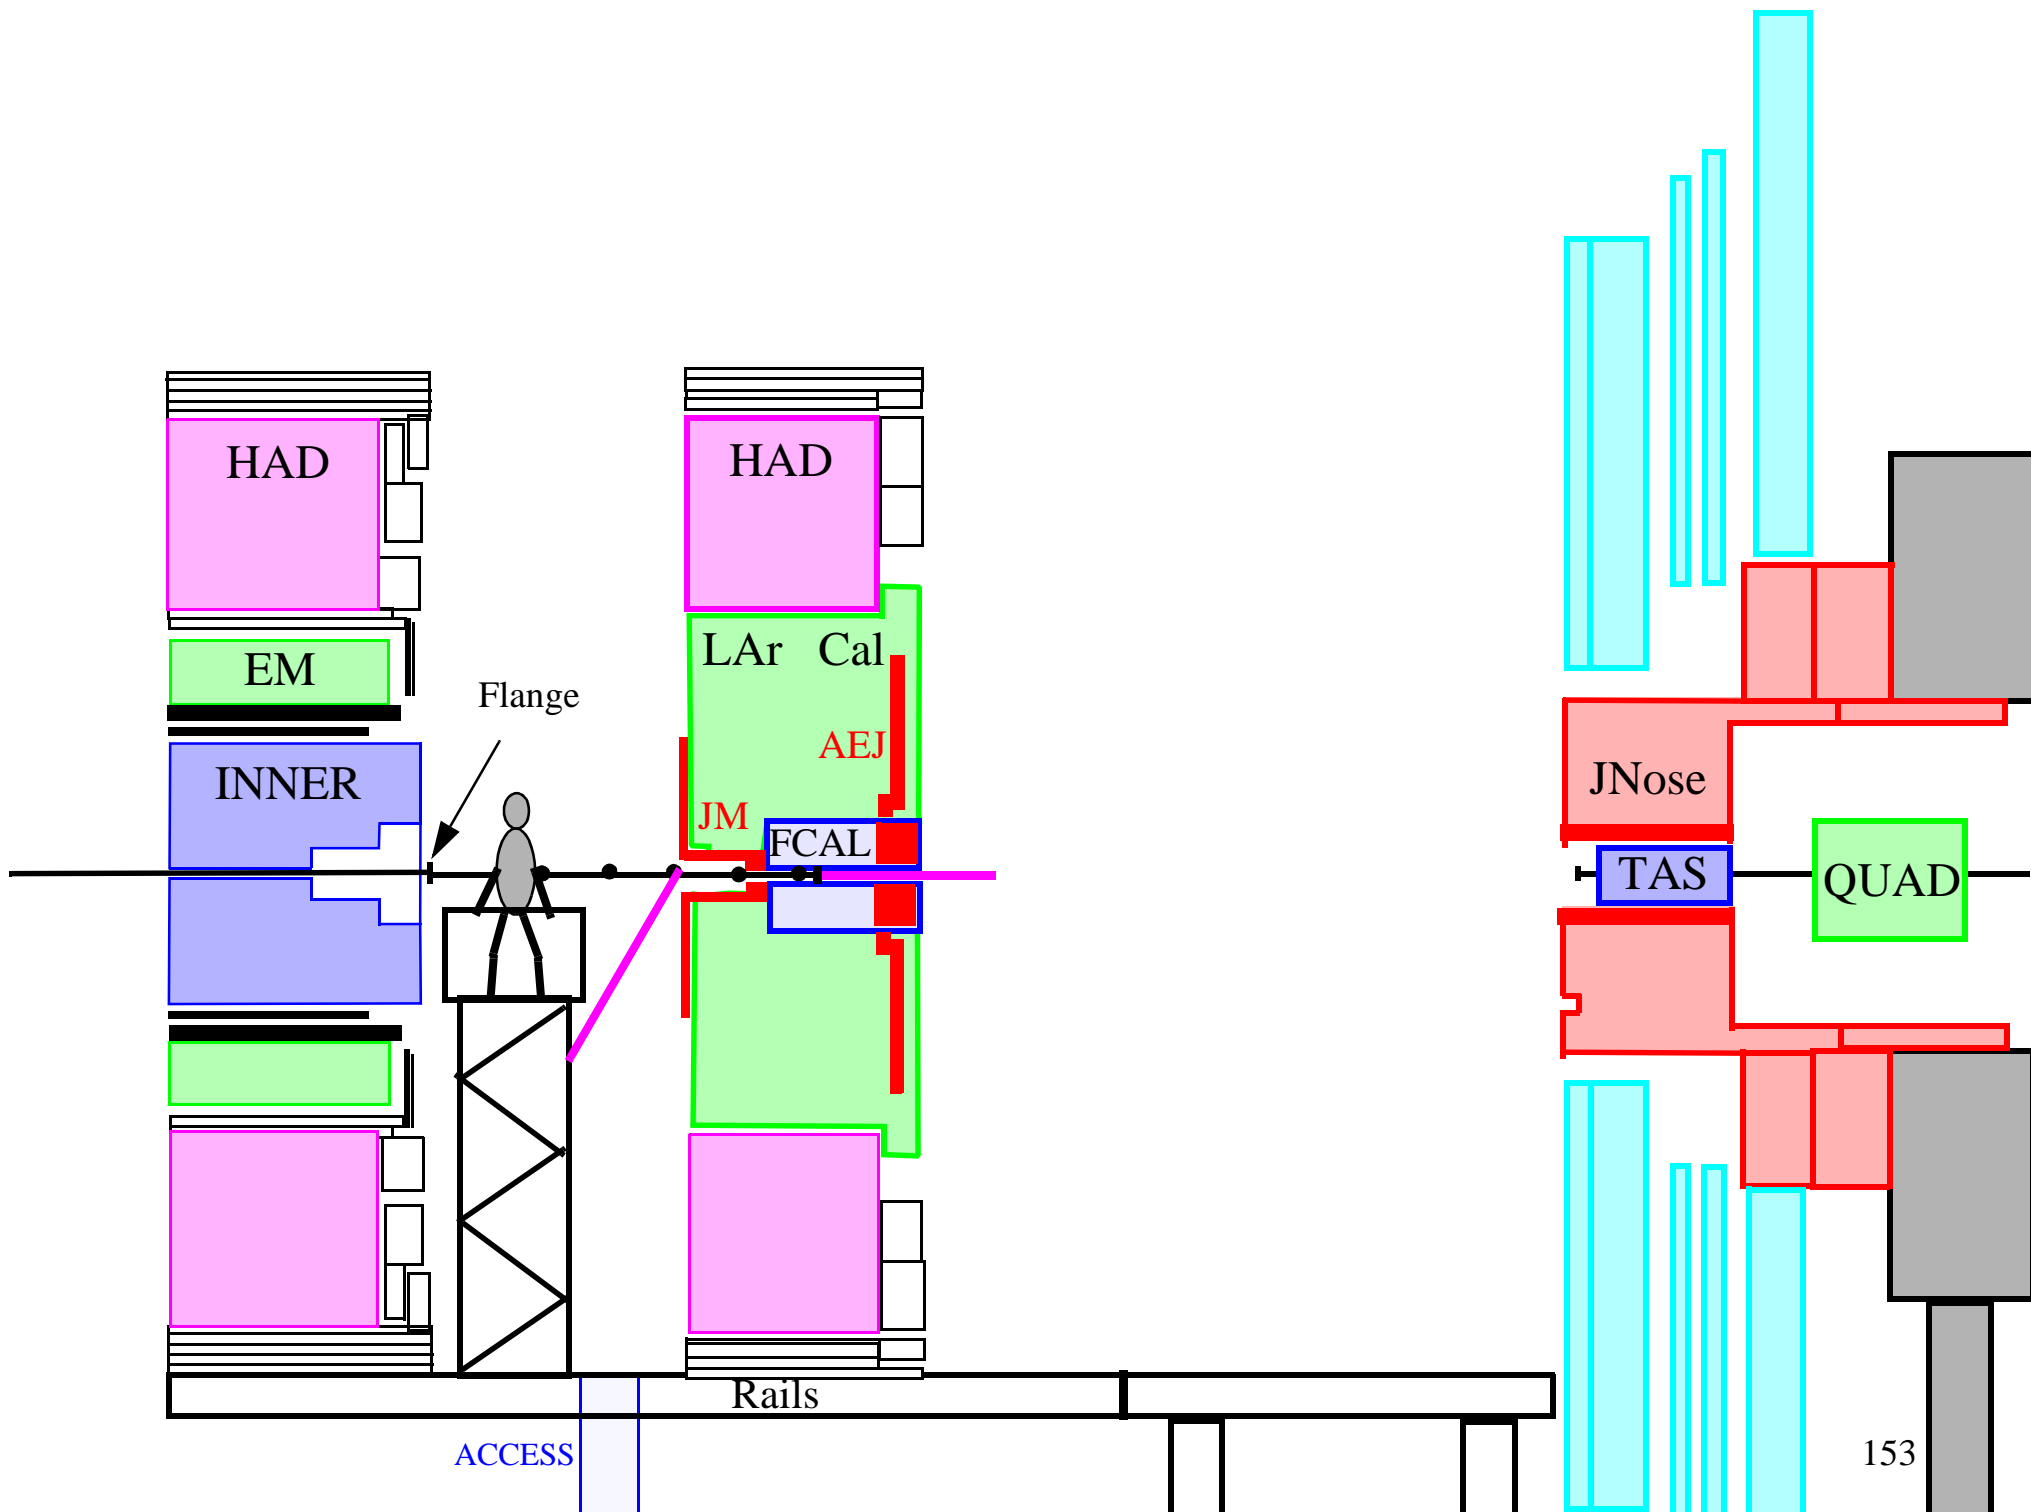 HAD
HAD
LAr Cal
EM
Flange
AEJ
INNER
JM
JNose
FCAL
TAS
QUAD
Rails
ACCESS
153